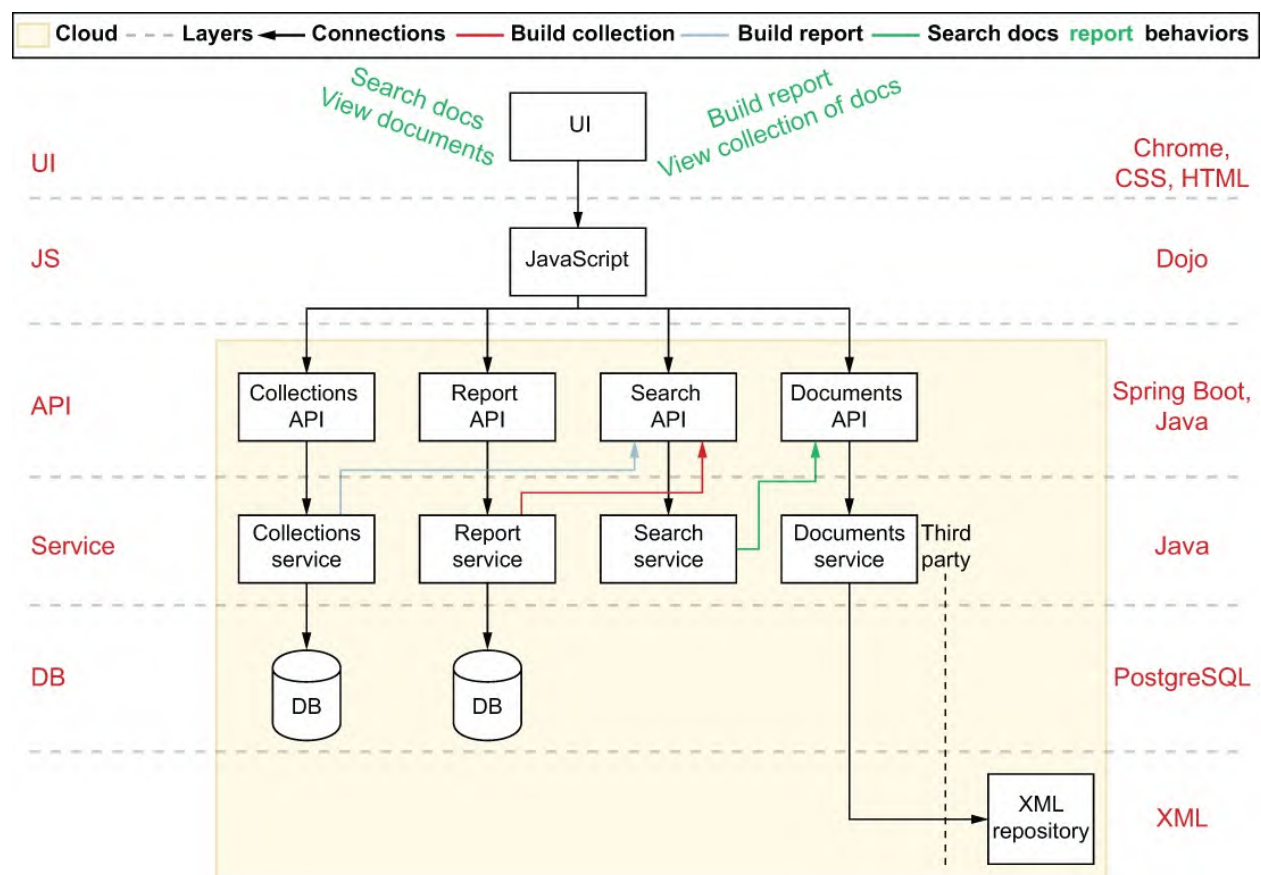 Cloud Layers Connections Build collection Build report Search docs report behaviors
Search docs
View documents
UI
Build report
View collection of docs
UI
Chrome,
CSS, HTML
JS
JavaScript
Dojo
API
Collections
API
Report
API
Search
API
Documents
API
Spring Boot,
Java
Service
Collections
service
Report
service
Search
service
Documents
service
Third
party
Java
DB
DB
DB
PostgreSQL
XML
repository
XML